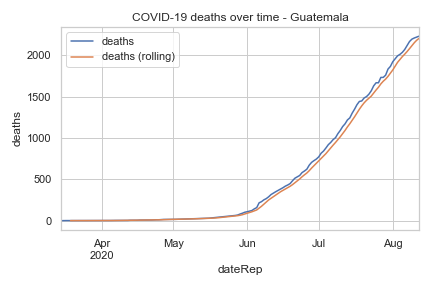 COVID-19 deaths over time - Guatemala
deaths
deaths (rolling)
deaths
2000
1500
1000
500
0
Apr
2020
May
Jun
Jul
Aug
dateRep